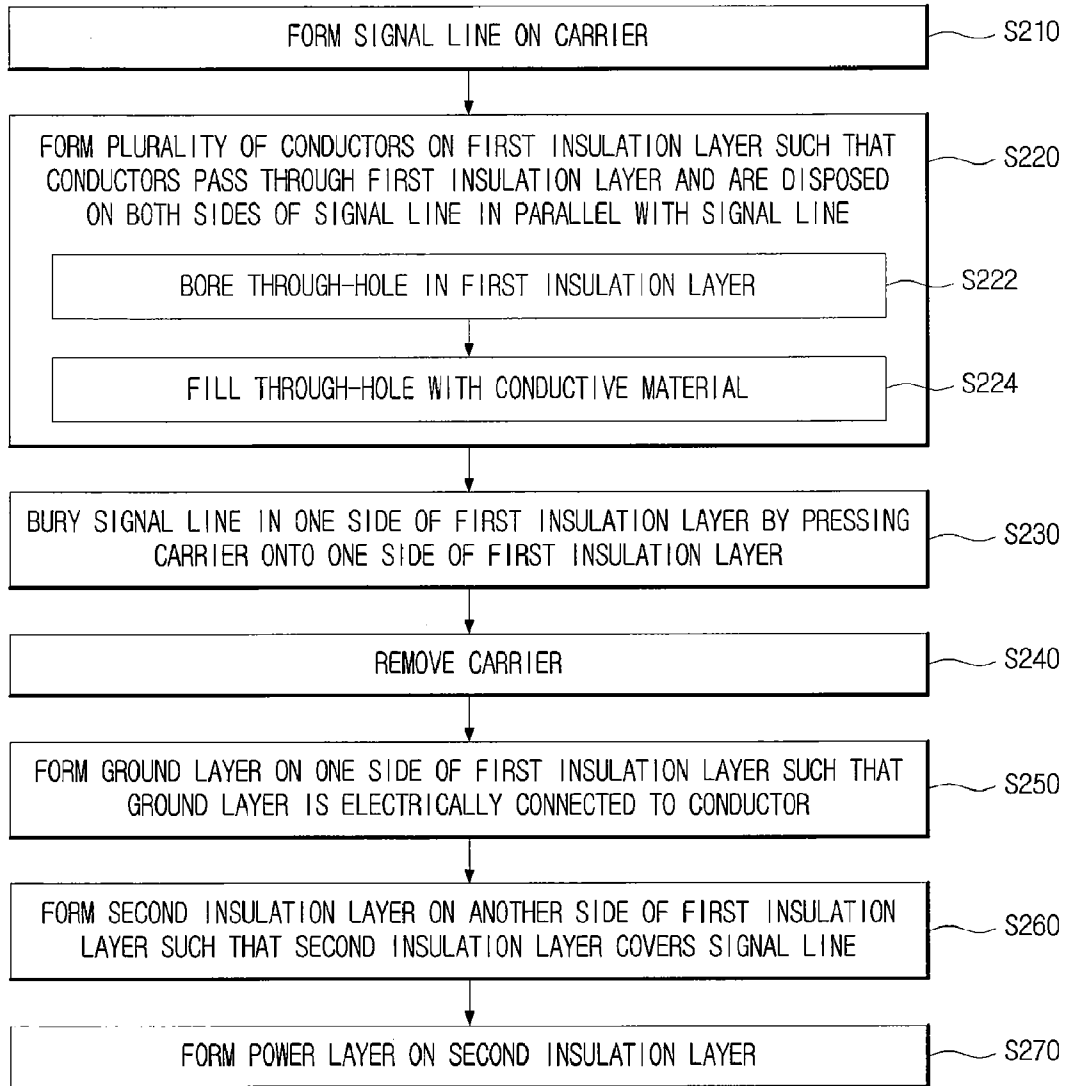 FORM SIGNAL LINE ON CARRIER
S210
FORM PLURALITY OF CONDUCTORS ON FIRST INSULATION LAYER SUCH THAT
CONDUCTORS PASS THROUGH FIRST INSULATION LAYER AND ARE DISPOSED
ON BOTH SIDES OF SIGNAL LINE IN PARALLEL WITH SIGNAL LINE
S220
BORE THROUGH-HOLE IN FIRST INSULATION LAYER
S222
FILL THROUGH-HOLE WITH CONDUCTIVE MATERIAL
S224
BURY SIGNAL LINE IN ONE SIDE OF FIRST INSULATION LAYER BY PRESSING
CARRIER ONTO ONE SIDE OF FIRST INSULATION LAYER
S230
REMOVE CARRIER
S240
FORM GROUND LAYER ON ONE SIDE OF FIRST INSULATION LAYER SUCH THAT
GROUND LAYER IS ELECTRICALLY CONNECTED TO CONDUCTOR
S250
FORM SECOND INSULATION LAYER ON ANOTHER SIDE OF FIRST INSULATION
LAYER SUCH THAT SECOND INSULATION LAYER COVERS SIGNAL LINE
S260
FORM POWER LAYER ON SECOND INSULATION LAYER
S270